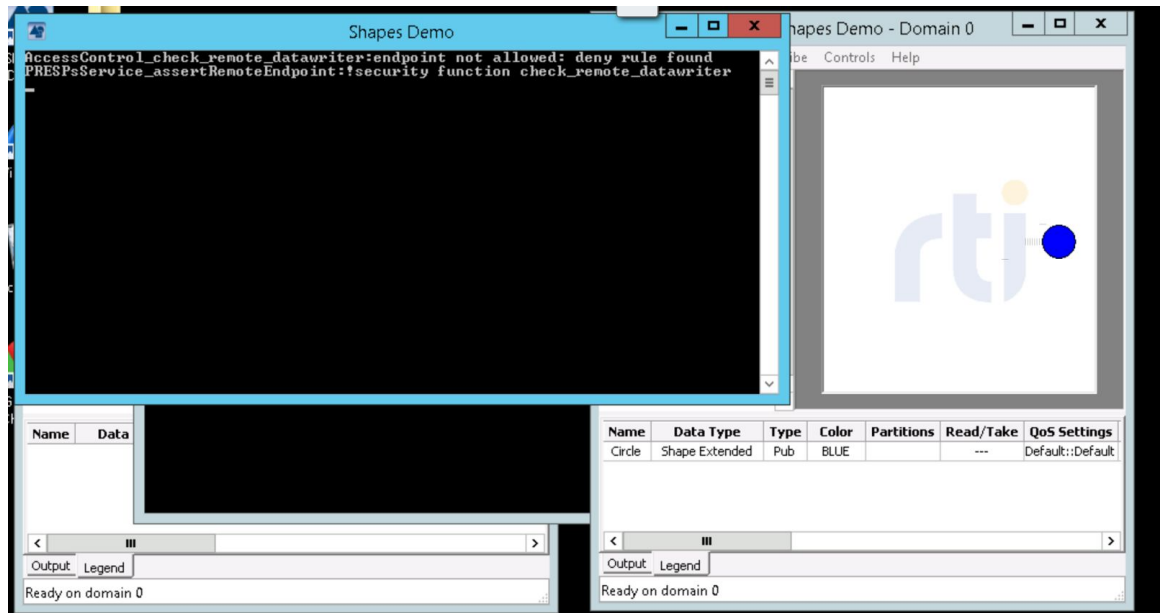 Shapes Demo
AccessControl_check_remote_datawriter:endpoint not allowed: deny rule found
PRESPsService_assertRemoteEndpoint:!security function check_remote_datawriter
hapes Demo - Domain 0
ibe Controls Help
rti
Name Data
Output Legend
Ready on domain 0
Name Data Type Type Color Partitions Read/Take QoS Settings
Circle Shape Extended Pub BLUE --- Default::Default
Output Legend
Ready on domain 0